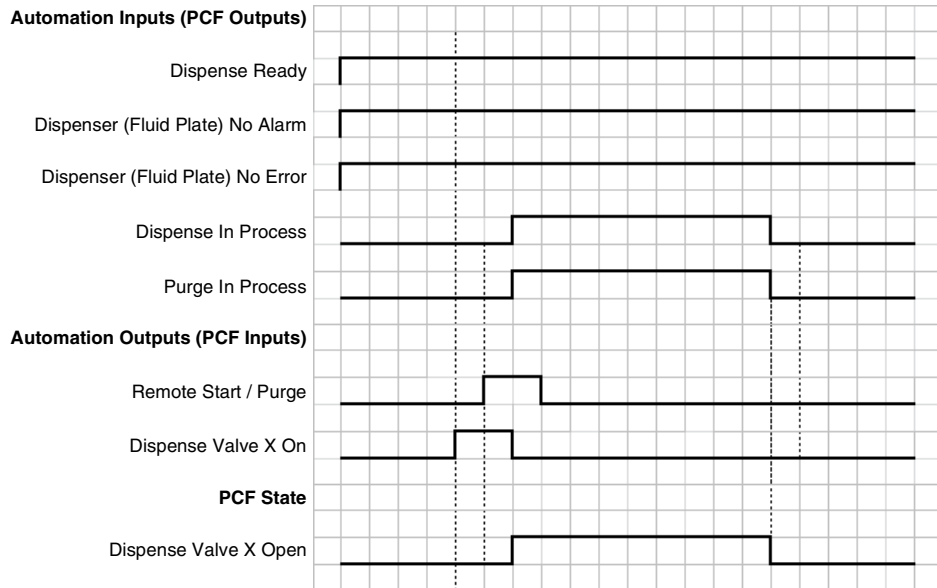 Automation Inputs (PCF Outputs)
Dispense Ready
Dispenser (Fluid Plate) No Alarm
Dispenser (Fluid Plate) No Error
Dispense In Process
Purge In Process
Automation Outputs (PCF Inputs)
Remote Start / Purge
Dispense Valve X On
PCF State
Dispense Valve X Open